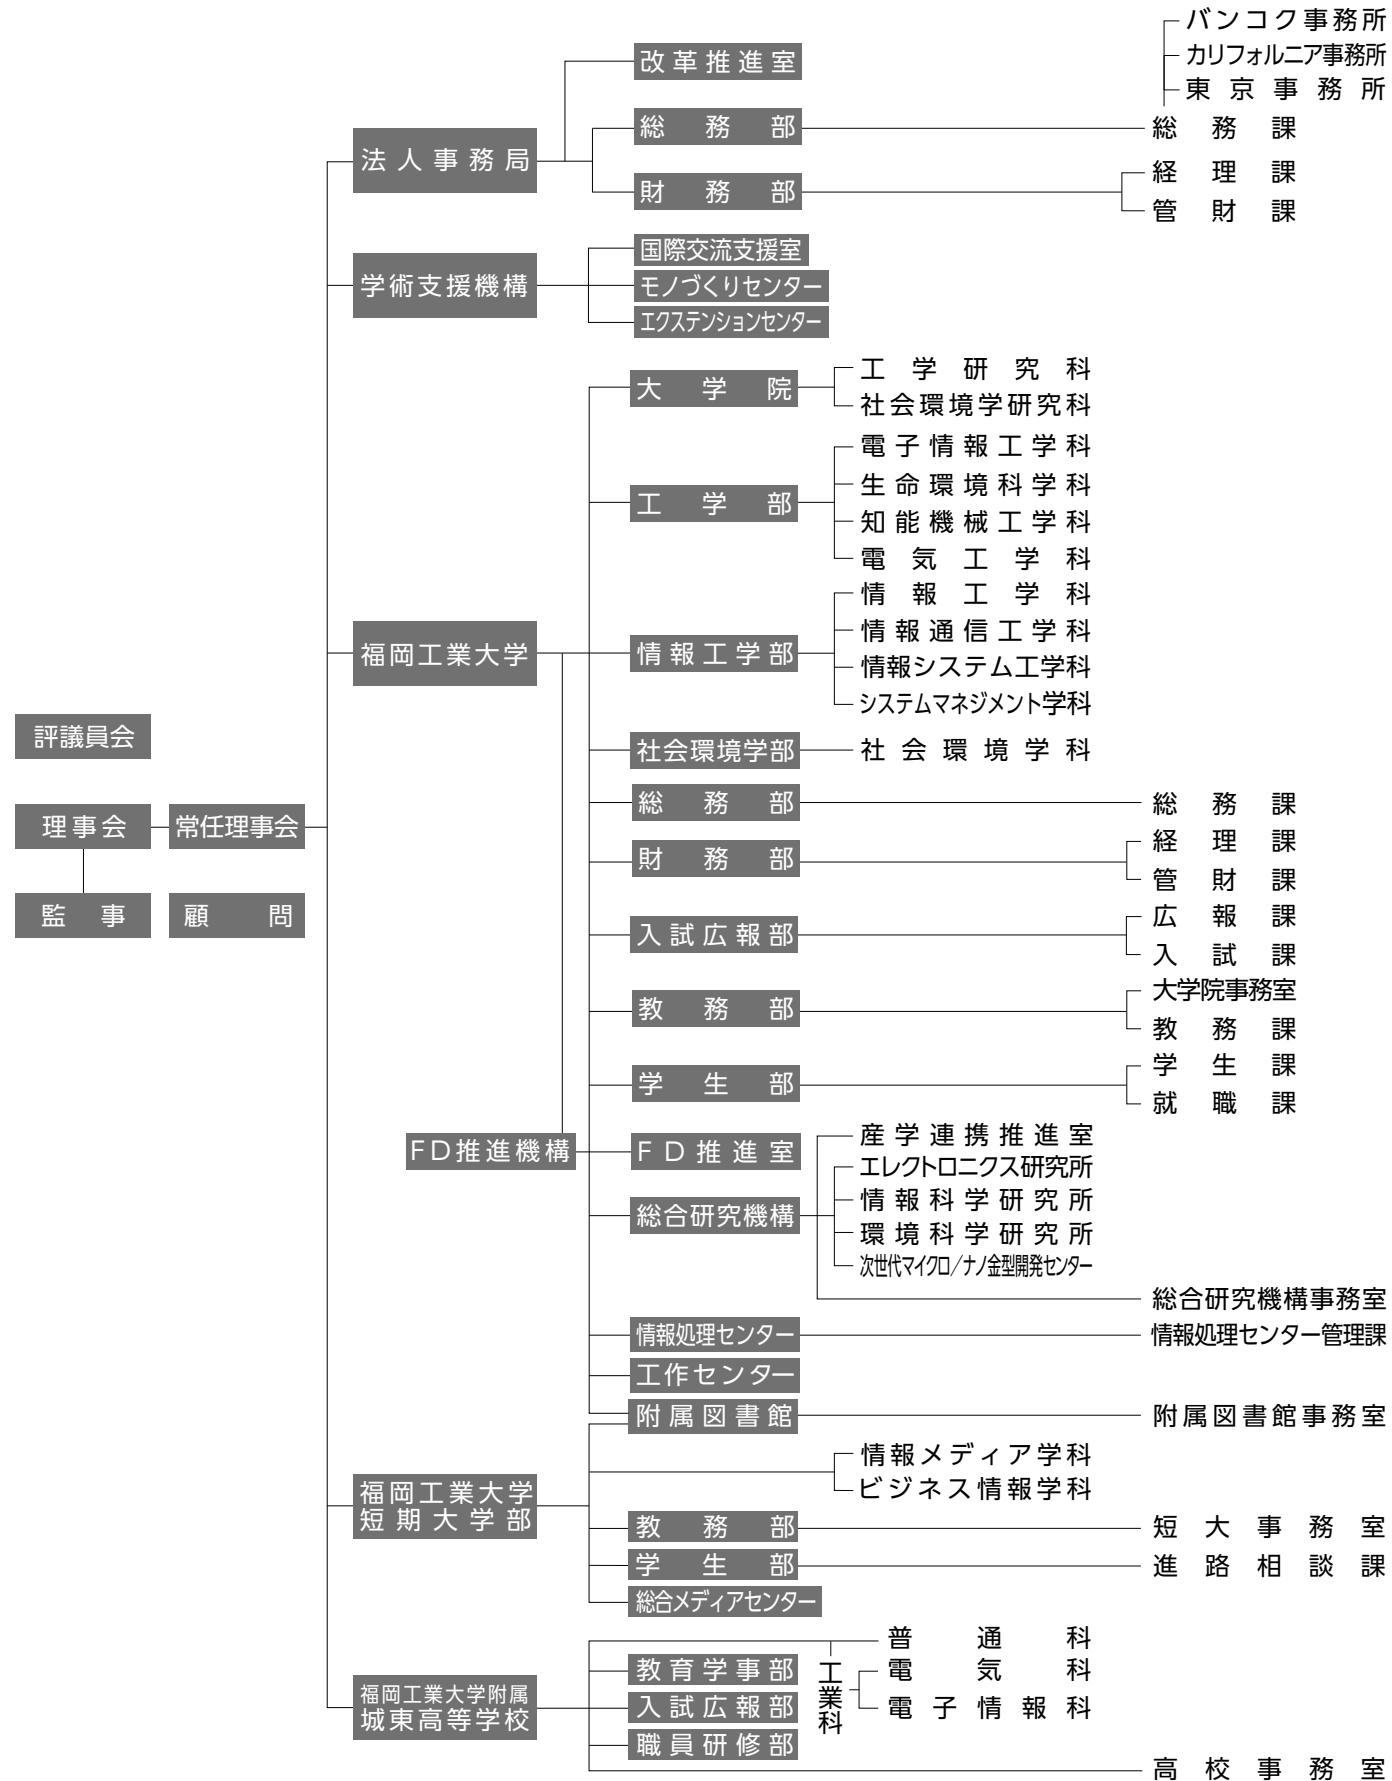 バンコク事務所
カリフォルニア事務所
東京事務所
改革推進室
総務部
総務課
法人事務局
財務部
経理課
管財課
国際交流支援室
学術支援機構
モノづくりセンター
エクステンションセンター
大学院
工学研究科
社会環境学研究科
工学部
電子情報工学科
生命環境科学科
知能機械工学科
電気工学科
福岡工業大学
情報工学部
情報工学科
情報通信工学科
情報システム工学科
システムマネジメント学科
評議員会
社会環境学部
社会環境学科
総務部
総務課
理事会
常任理事会
財務部
経理課
管財課
監事
顧問
入試広報部
広報課
入試課
教務部
大学院事務室
教務課
学生部
学生課
就職課
FD推進機構
FD推進室
総合研究機構
産学連携推進室
エレクトロニクス研究所
情報科学研究所
環境科学研究所
次世代マイクロ/ナノ金型開発センター
総合研究機構事務室
情報処理センター
情報処理センター管理課
工作センター
附属図書館
附属図書館事務室
福岡工業大学
短期大学部
情報メディア学科
ビジネス情報学科
教務部
短大事務室
学生部
進路相談課
総合メディアセンター
福岡工業大学附属
城東高等学校
普通科
教育学事部
工業科
電気科
電子情報科
入試広報部
職員研修部
高校事務室